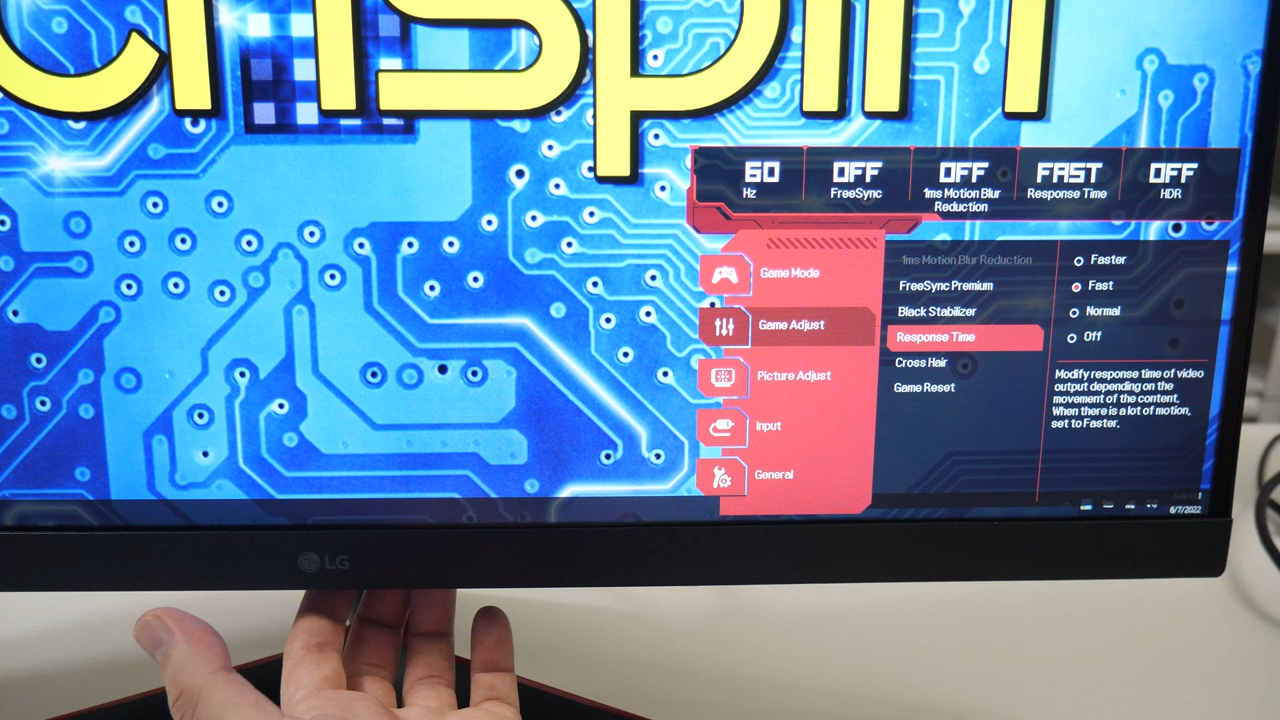 60
Hz
OFF
FreeSync
OFF
1ms Motion Blur
Reduction
FAST
Response Time
OFF
HDR
Game Mode
Game Adjust
Picture Adjust
Input
General
1ms Motion Blur Reduction
FreeSync Premium
Black Stabilizer
Response Time
Cross Hair
Game Reset
Faster
Fast
Normal
Off
Modify response time of video
output depending on the
movement of the content.
When there is a lot of motion,
set to Faster.
6/7/2022
LG